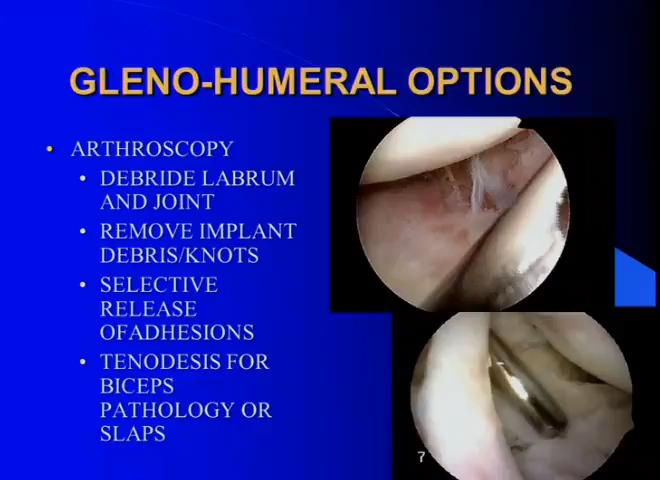 GLENO-HUMERAL OPTIONS
• ARTHROSCOPY
• DEBRIDE LABRUM
AND JOINT
• REMOVE IMPLANT
DEBRIS/KNOTS
• SELECTIVE
RELEASE
OFADHESIONS
• TENODESIS FOR
BICEPS
PATHOLOGY OR
SLAPS
7